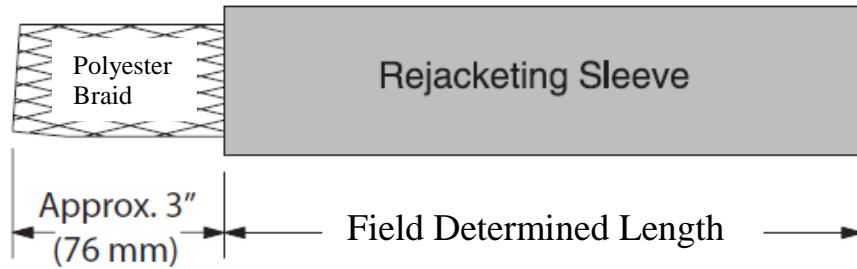 Polyester
Braid
Rejacketing Sleeve
Approx. 3″
(76 mm)
Field Determined Length